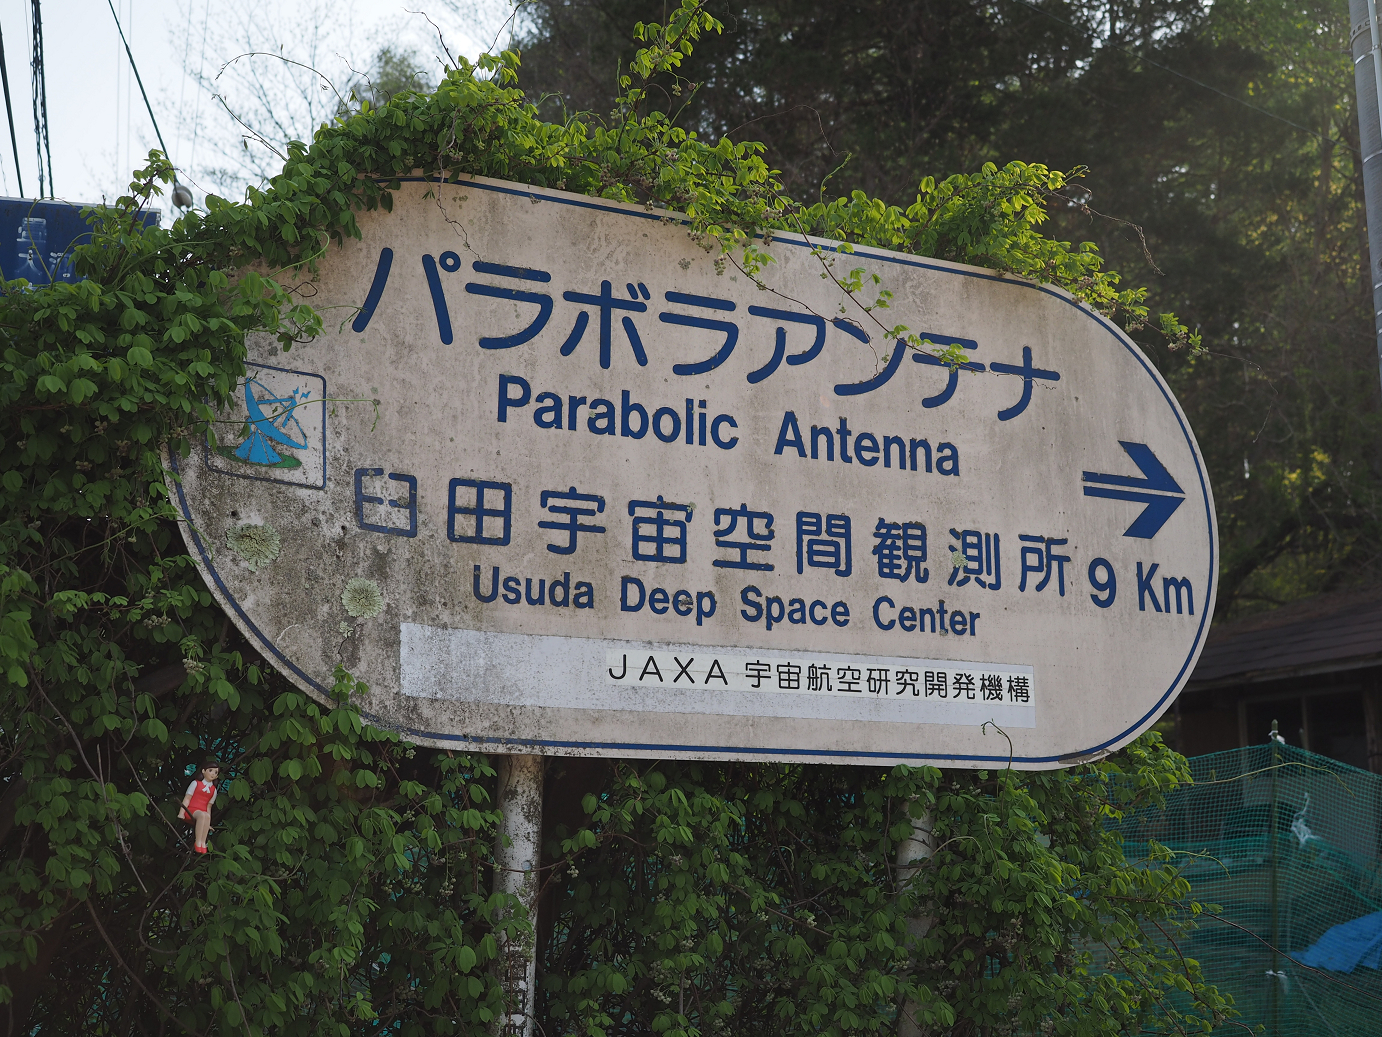 パラボラアンテナ
Parabolic Antenna
臼田宇宙空間観測所 9 Km
Usuda Deep Space Center
JAXA 宇宙航空研究開発機構